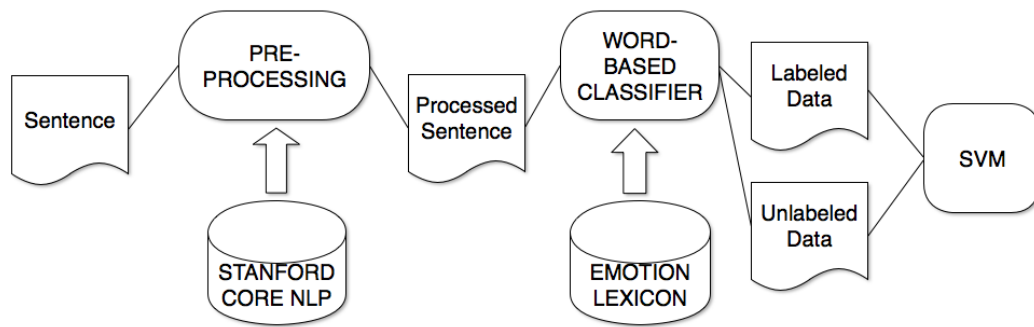 Sentence
PRE-
PROCESSING
STANFORD
CORE NLP
Processed
Sentence
WORD-
BASED
CLASSIFIER
EMOTION
LEXICON
Labeled
Data
Unlabeled
Data
SVM